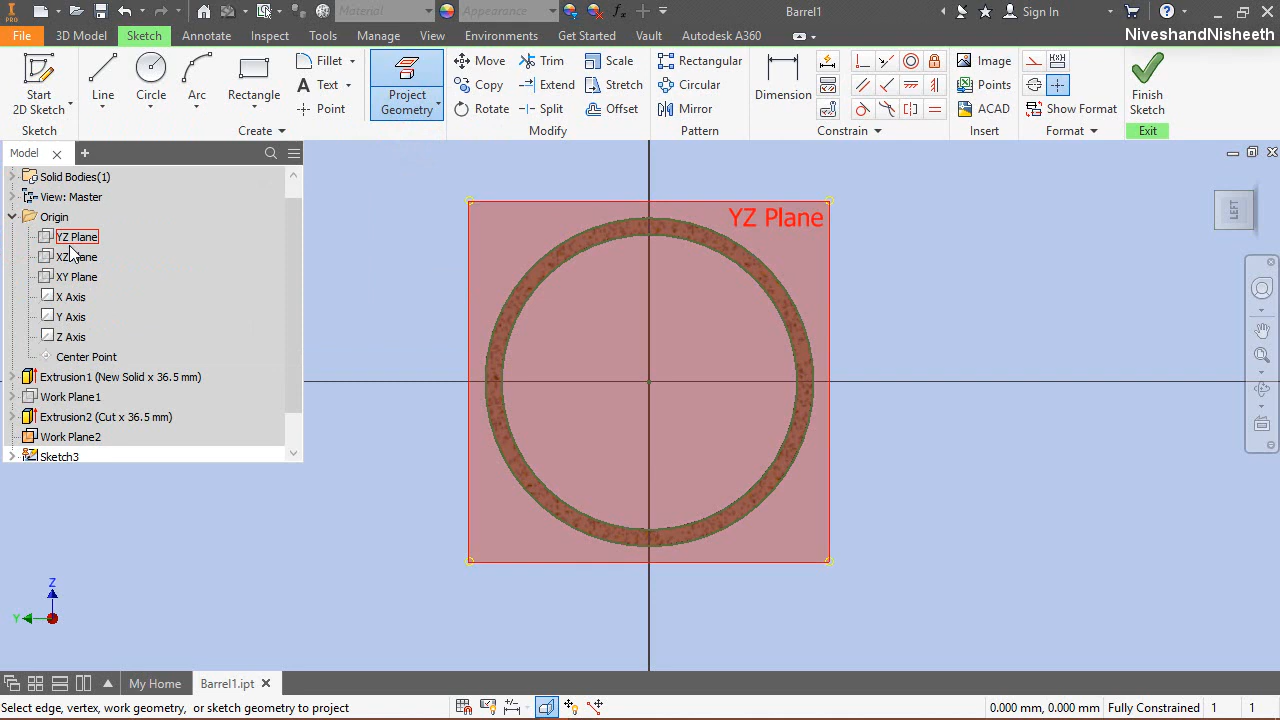 Material
Appearance
Barrel1
Sign In
PRO
File
3D Model
Sketch
Annotate
Inspect
Tools
Manage
View
Environments
Get Started
Vault
Autodesk A360
NiveshandNisheeth
Start
2D Sketch
Line
Circle
Arc
Rectangle
Fillet
Text
Point
Project
Geometry
Move
Copy
Rotate
Trim
Extend
Split
Scale
Stretch
Offset
Rectangular
Circular
Mirror
Dimension
Image
Points
ACAD
Show Format
Finish
Sketch
Sketch
Create
Modify
Pattern
Constrain
Insert
Format
Exit
Model
Solid Bodies(1)
View: Master
Origin
YZ Plane
XZ Plane
XY Plane
X Axis
Y Axis
Z Axis
Center Point
Extrusion1 (New Solid x 36.5 mm)
Work Plane1
Extrusion2 (Cut x 36.5 mm)
Work Plane2
Sketch3
YZ Plane
LEFT
Z
Y
My Home
Barrel1.ipt
Select edge, vertex, work geometry, or sketch geometry to project
0.000 mm, 0.000 mm
Fully Constrained
1
1